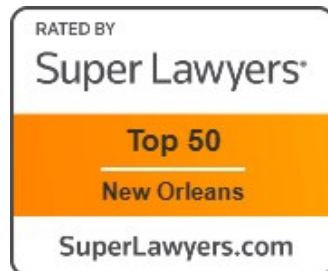 RATED BY
Super Lawyers®
Top 50
New Orleans
SuperLawyers.com